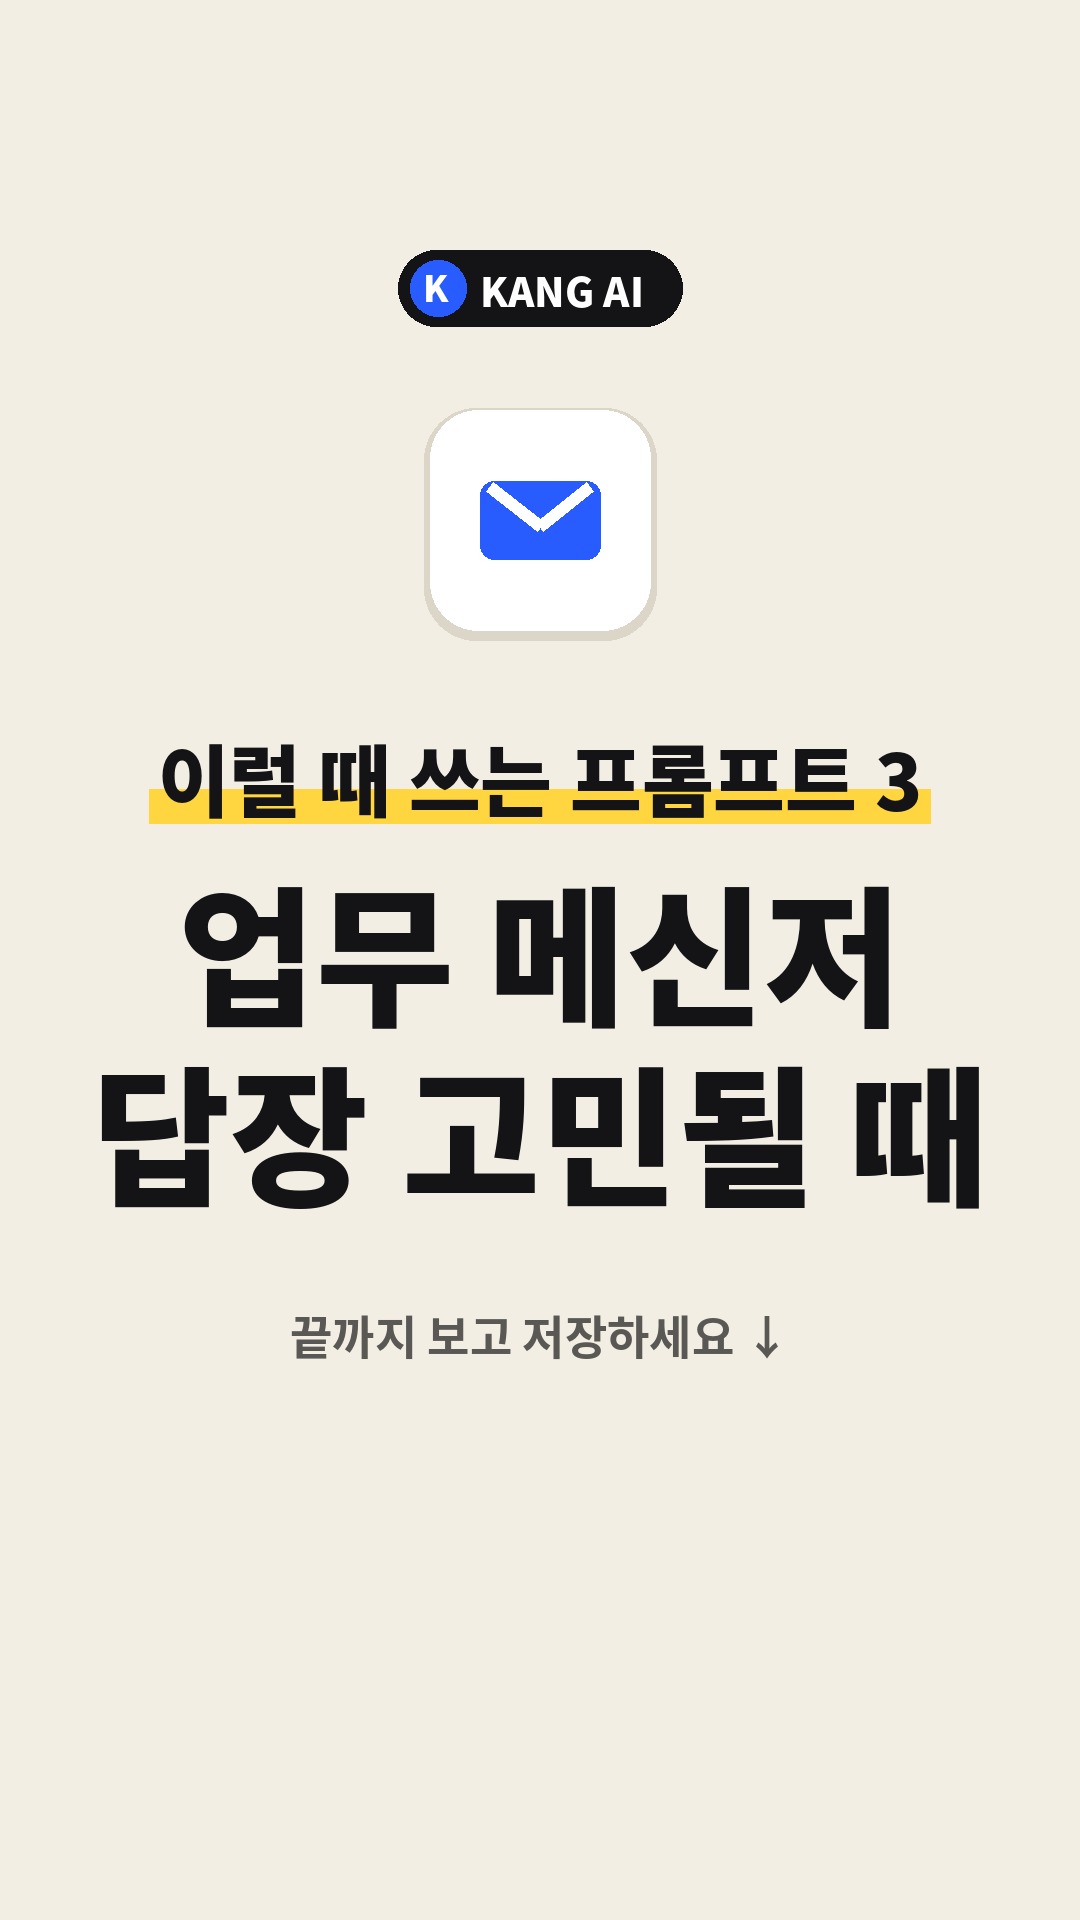 K KANG AI
이럴 때 쓰는 프롬프트 3
업무 메신저
답장 고민될 때
끝까지 보고 저장하세요 ↓